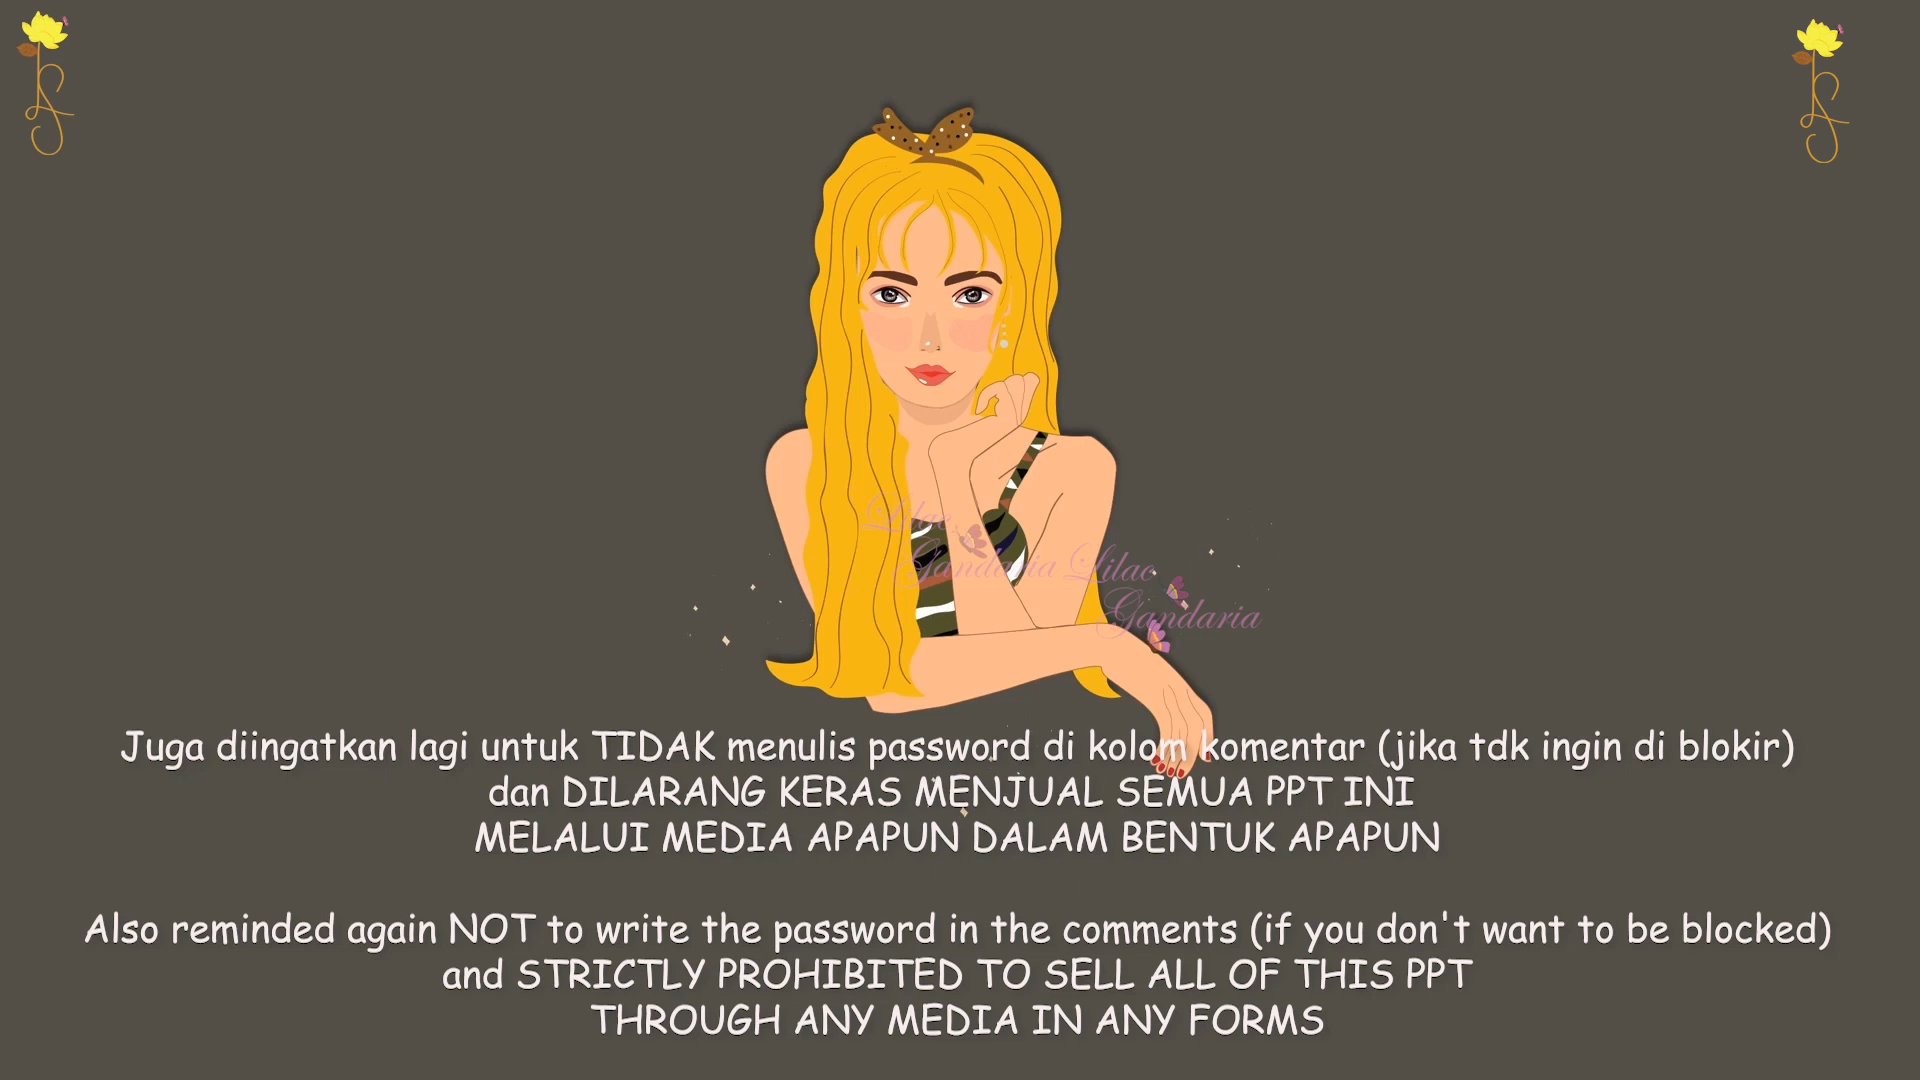 Lilac
Gandaria
Lilac
Gandaria
Juga diingatkan lagi untuk TIDAK menulis password di kolom komentar (jika tdk ingin di blokir)
dan DILARANG KERAS MENJUAL SEMUA PPT INI
MELALUI MEDIA APAPUN DALAM BENTUK APAPUN
Also reminded again NOT to write the password in the comments (if you don't want to be blocked)
and STRICTLY PROHIBITED TO SELL ALL OF THIS PPT
THROUGH ANY MEDIA IN ANY FORMS